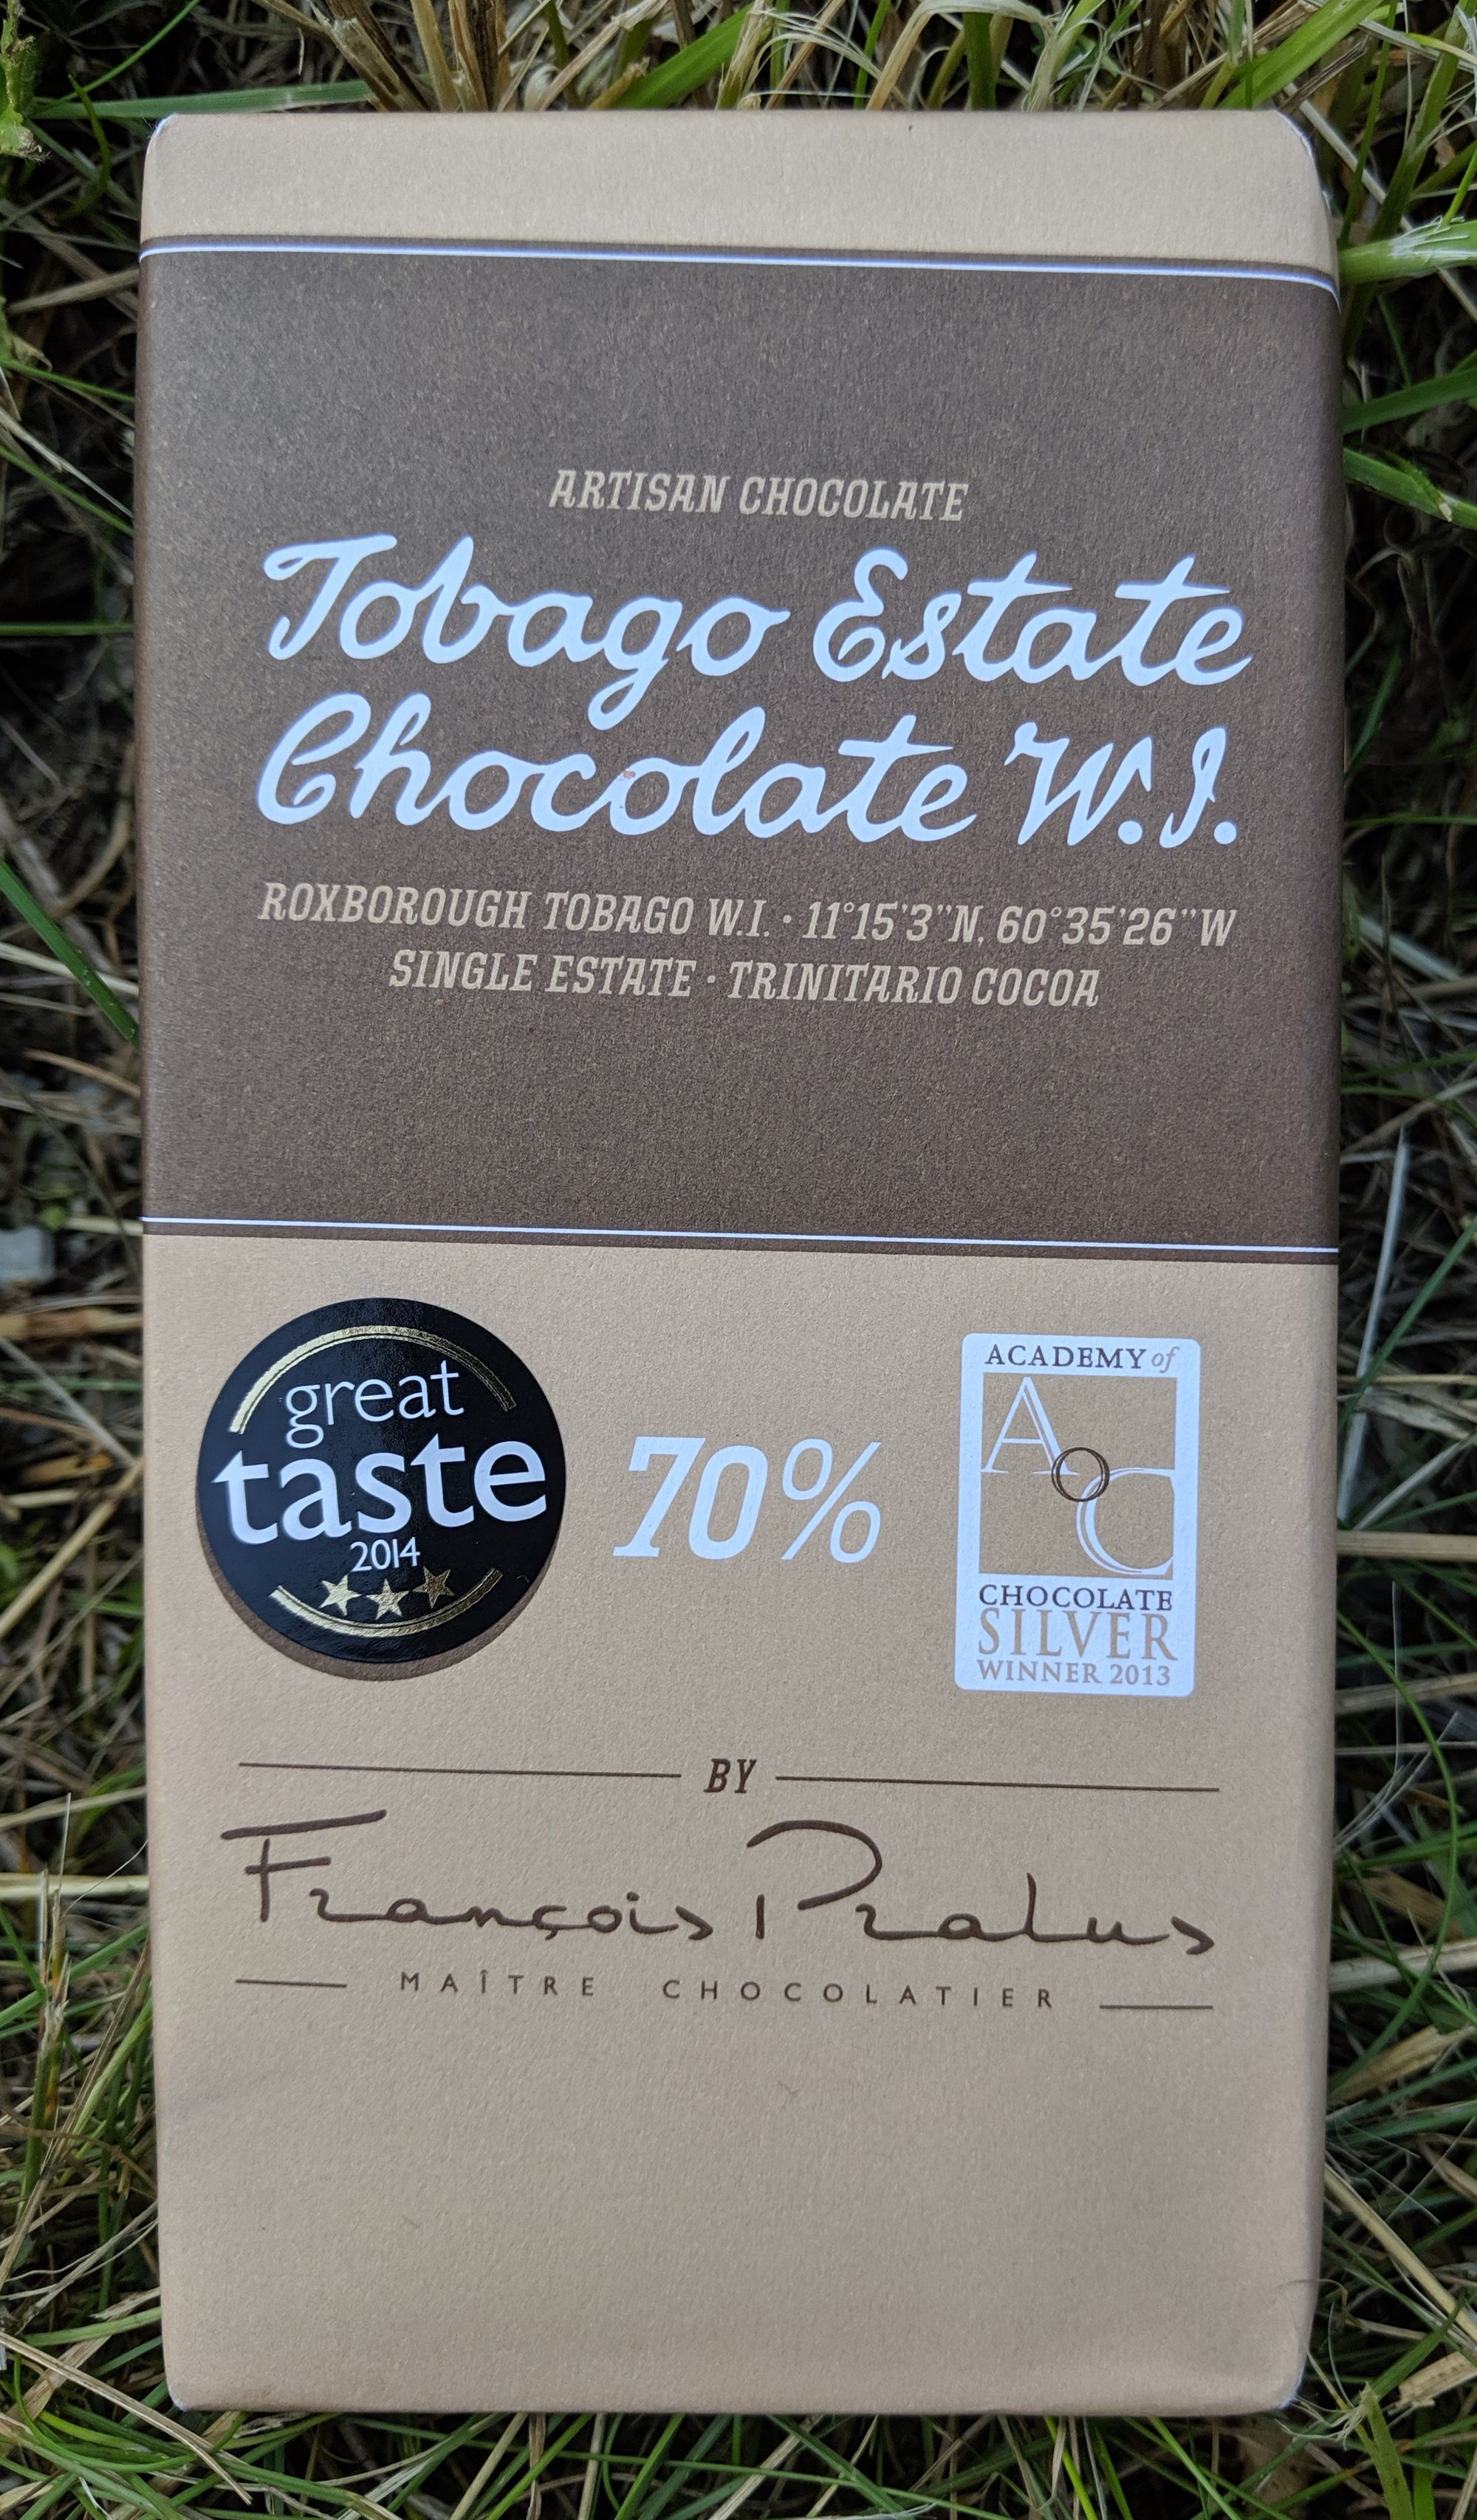 ARTISAN CHOCOLATE
Tobago Estate
Chocolate W.I.
ROXBOROUGH TOBAGO W.I. · 11°15'3"N, 60°35'26"W
SINGLE ESTATE · TRINITARIO COCOA
great
taste
2014
70%
ACADEMY of
AoC
CHOCOLATE
SILVER
WINNER 2013
BY
François Pralus
MAÎTRE CHOCOLATIER